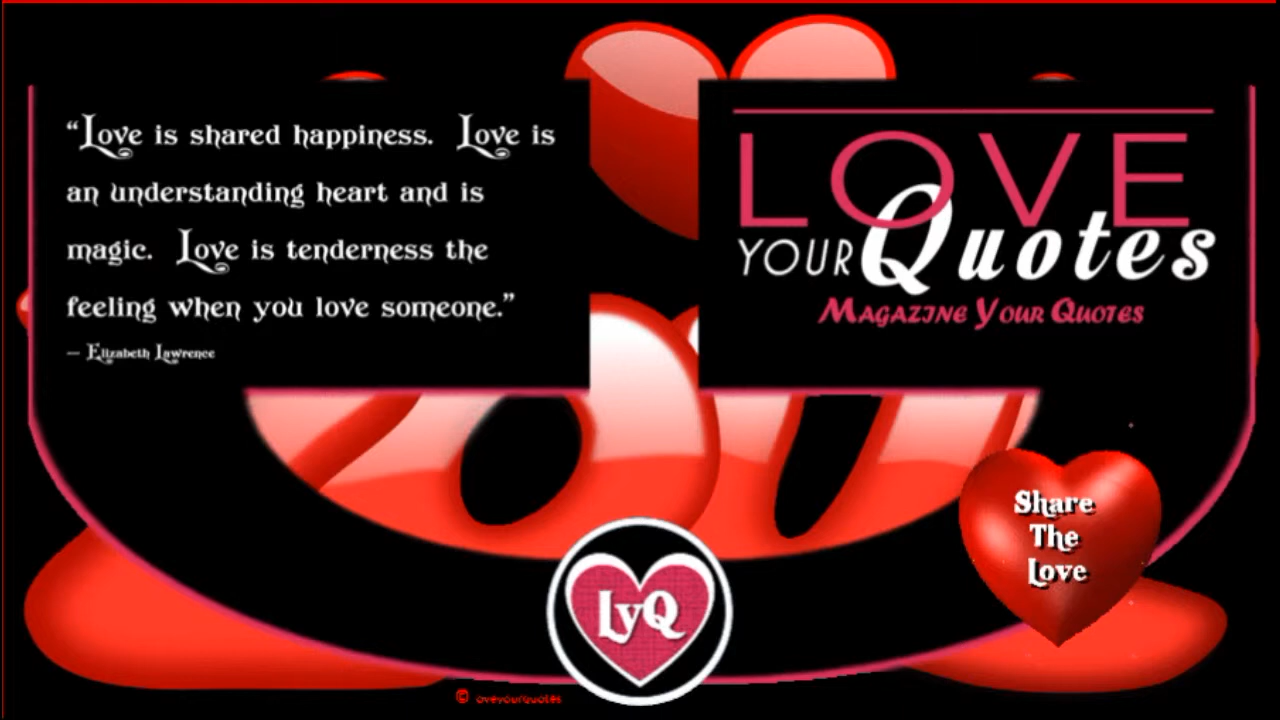 “Love is shared happiness. Love is
an understanding heart and is
magic. Love is tenderness the
feeling when you love someone.”
— Elizabeth Lawrence
LOVE
YOUR Quotes
Magazine Your Quotes
Share
The
Love
LyQ
© loveyourquotes